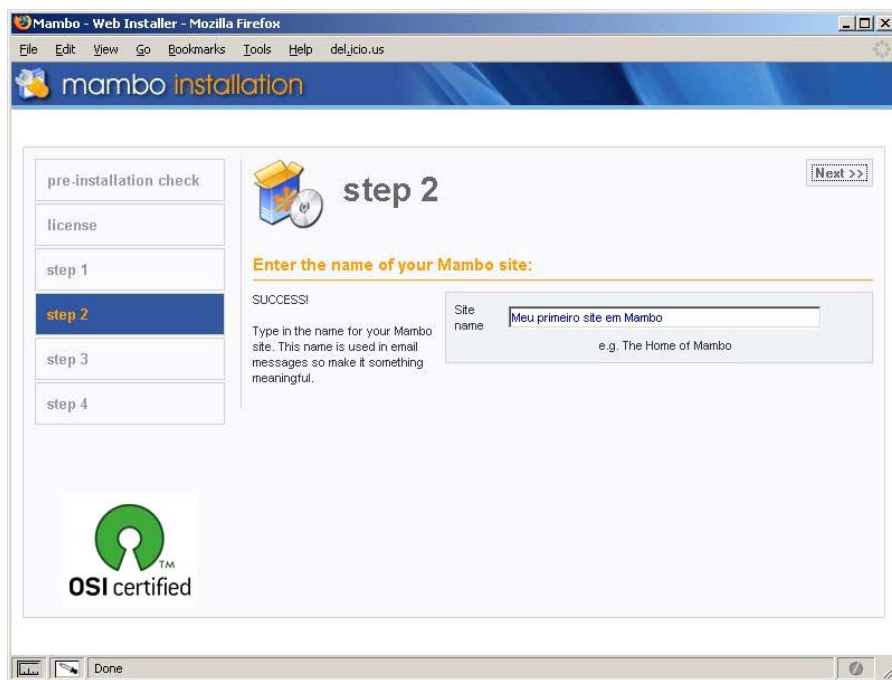 Mambo - Web Installer - Mozilla Firefox
File Edit View Go Bookmarks Tools Help del.icio.us
mambo installation
pre-installation check
license
step 1
step 2
step 3
step 4
step 2
Next >>
Enter the name of your Mambo site:
SUCCESS!
Type in the name for your Mambo
site. This name is used in email
messages so make it something
meaningful.
Site
name
Meu primeiro site em Mambo
e.g. The Home of Mambo
TM
OSI certified
Done